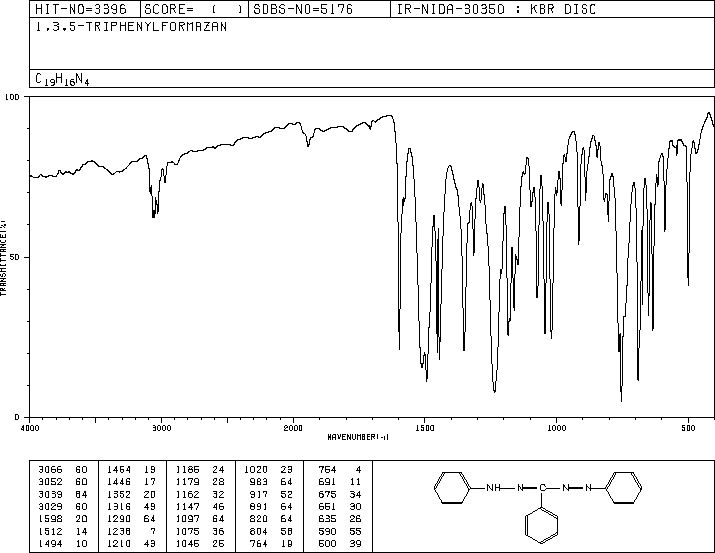 HIT-NO=3396 SCORE= ( ) SDBS-NO=5176 IR-NIDA-30350 : KBR DISC
1,3,5-TRIPHENYLFORMAZAN
C19H16N4
100
50
0
TRANSMITTANCE(%)
4000 3000 2000 1500 1000 500
WAVENUMBER(-1)
3066 60 1454 19 1186 24 1020 23 754 4
3052 60 1446 17 1179 28 983 64 691 11
3039 64 1352 20 1162 32 917 52 675 34
3029 60 1316 49 1147 46 891 64 651 30
1598 20 1290 64 1097 64 820 64 635 26
1512 14 1238 7 1075 36 804 58 590 55
1494 10 1210 43 1045 25 764 19 500 39
NH N C N N